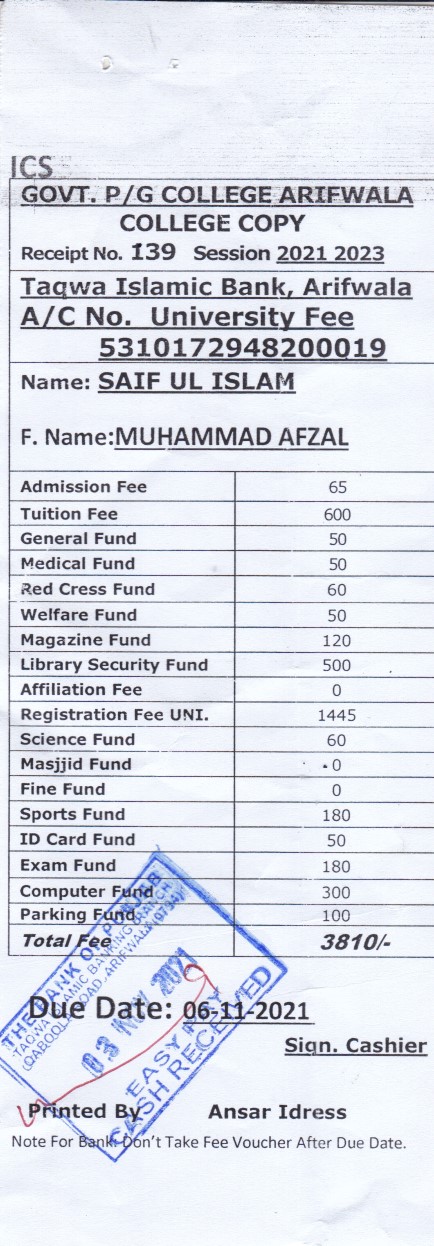 ICS
GOVT. P/G COLLEGE ARIFWALA
COLLEGE COPY
Receipt No. 139 Session 2021 2023
Taqwa Islamic Bank, Arifwala
A/C No. University Fee
5310172948200019
Name: SAIF UL ISLAM
F. Name:MUHAMMAD AFZAL
Admission Fee 65
Tuition Fee 600
General Fund 50
Medical Fund 50
Red Cress Fund 60
Welfare Fund 50
Magazine Fund 120
Library Security Fund 500
Affiliation Fee 0
Registration Fee UNI. 1445
Science Fund 60
Masjjid Fund 0
Fine Fund 0
Sports Fund 180
ID Card Fund 50
Exam Fund 180
Computer Fund 300
Parking Fund 100
Total Fee 3810/-
THE BANK OF PUNJAB
TAQWA ISLAMIC BANKING BRANCH
QABOOLA ROAD, ARIFWALA
03 NOV 2021
EASY PAY
CASH RECEIVED
Due Date: 06-11-2021
Sign. Cashier
Printed By Ansar Idress
Note For Bank. Don't Take Fee Voucher After Due Date.